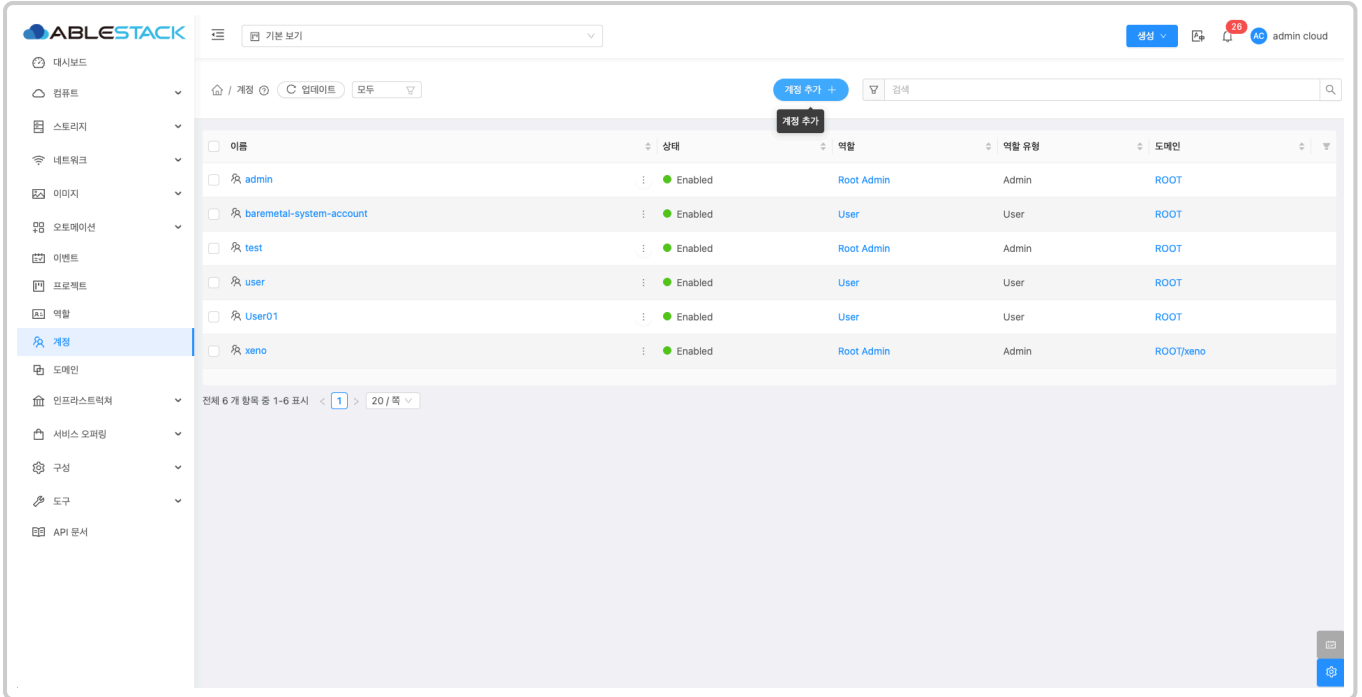 ABLESTACK
기본 보기
생성
26
AC
admin cloud
대시보드
컴퓨트
스토리지
네트워크
이미지
오토메이션
이벤트
프로젝트
역할
계정
도메인
인프라스트럭쳐
서비스 오퍼링
구성
도구
API 문서
/ 계정
업데이트
모두
계정 추가 +
검색
계정 추가
이름 상태 역할 역할 유형 도메인
admin Enabled Root Admin Admin ROOT
baremetal-system-account Enabled User User ROOT
test Enabled Root Admin Admin ROOT
user Enabled User User ROOT
User01 Enabled User User ROOT
xeno Enabled Root Admin Admin ROOT/xeno
전체 6 개 항목 중 1-6 표시 < 1 > 20 / 쪽